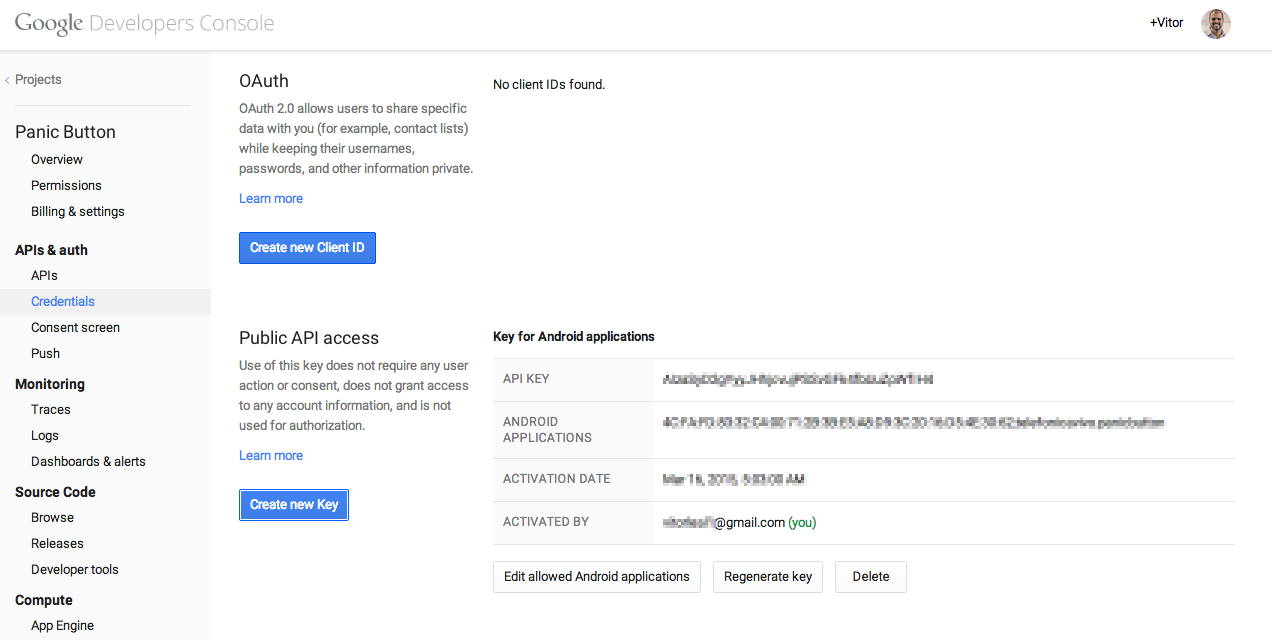 Google Developers Console
+Vitor
Projects
Panic Button
Overview
Permissions
Billing & settings
APIs & auth
APIs
Credentials
Consent screen
Push
Monitoring
Traces
Logs
Dashboards & alerts
Source Code
Browse
Releases
Developer tools
Compute
App Engine
OAuth
OAuth 2.0 allows users to share specific
data with you (for example, contact lists)
while keeping their usernames,
passwords, and other information private.
Learn more
Create new Client ID
No client IDs found.
Public API access
Use of this key does not require any user
action or consent, does not grant access
to any account information, and is not
used for authorization.
Learn more
Create new Key
Key for Android applications
API KEY
ANDROID
APPLICATIONS
ACTIVATION DATE
ACTIVATED BY
@gmail.com (you)
Edit allowed Android applications
Regenerate key
Delete